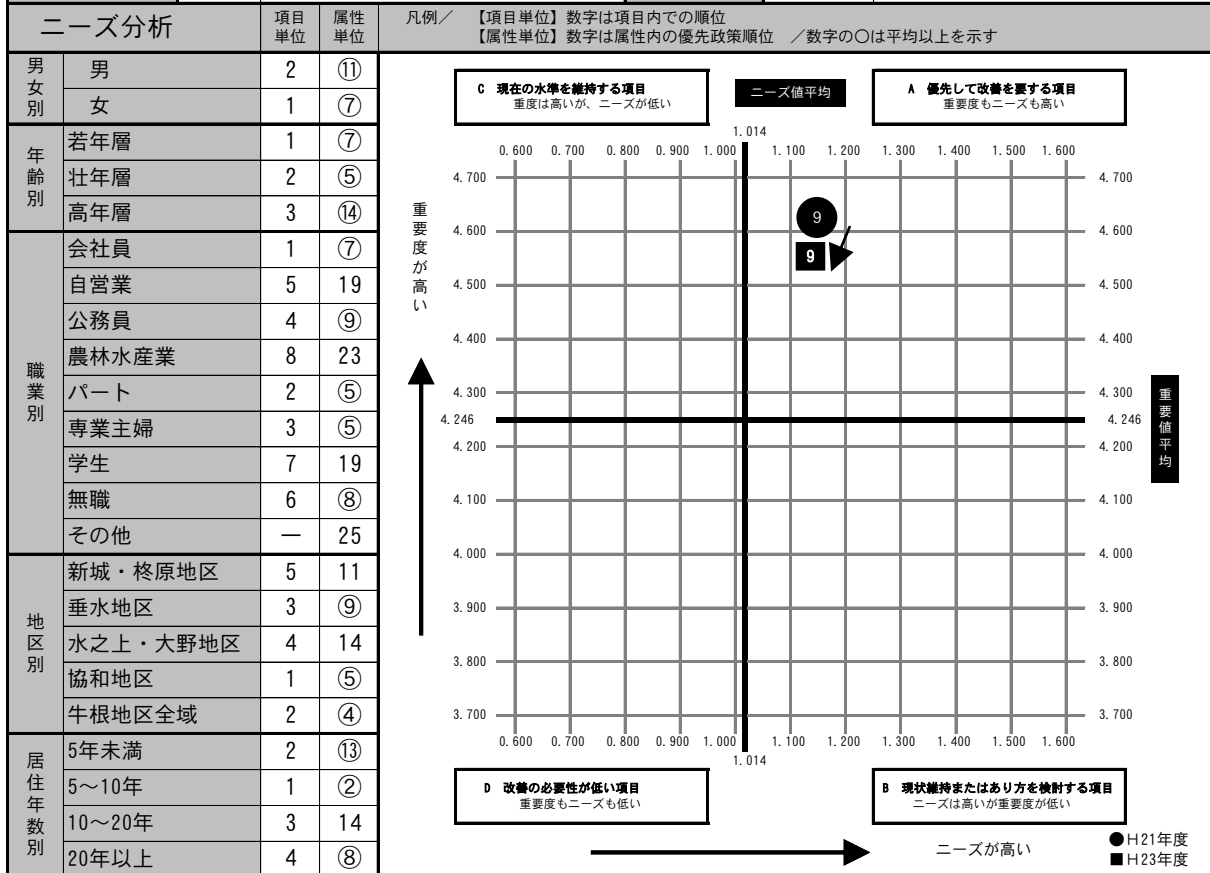 ニーズ分析 項目単位 属性単位
凡例／ 【項目単位】数字は項目内での順位
【属性単位】数字は属性内の優先政策順位 ／数字の○は平均以上を示す
男女別
男 2 ⑪
女 1 ⑦
年齢別
若年層 1 ⑦
壮年層 2 ⑤
高年層 3 ⑭
職業別
会社員 1 ⑦
自営業 5 19
公務員 4 ⑨
農林水産業 8 23
パート 2 ⑤
専業主婦 3 ⑤
学生 7 19
無職 6 ⑧
その他 ― 25
地区別
新城・柊原地区 5 11
垂水地区 3 ⑨
水之上・大野地区 4 14
協和地区 1 ⑤
牛根地区全域 2 ④
居住年数別
5年未満 2 ⑬
5～10年 1 ②
10～20年 3 14
20年以上 4 ⑧
C 現在の水準を維持する項目
重度は高いが、ニーズが低い
ニーズ値平均
A 優先して改善を要する項目
重要度もニーズも高い
1.014
0.600 0.700 0.800 0.900 1.000 1.100 1.200 1.300 1.400 1.500 1.600
4.700 4.700
4.600 4.600
4.500 4.500
4.400 4.400
4.300 4.300
4.246 4.246
4.200 4.200
4.100 4.100
4.000 4.000
3.900 3.900
3.800 3.800
3.700 3.700
重要度が高い
9
9
重要値平均
0.600 0.700 0.800 0.900 1.000 1.100 1.200 1.300 1.400 1.500 1.600
1.014
D 改善の必要性が低い項目
重要度もニーズも低い
B 現状維持またはあり方を検討する項目
ニーズは高いが重要度が低い
ニーズが高い
●H21年度
■H23年度